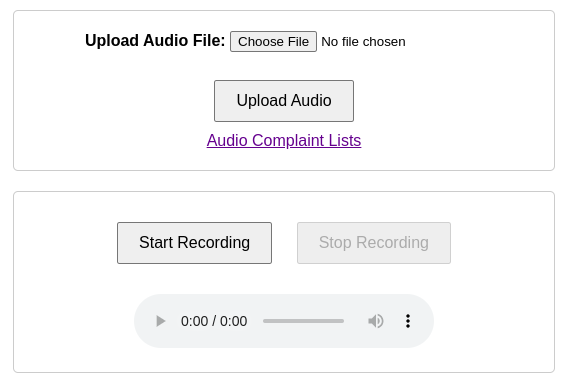 Upload Audio File: Choose File No file chosen
Upload Audio
Audio Complaint Lists
Start Recording Stop Recording
0:00 / 0:00